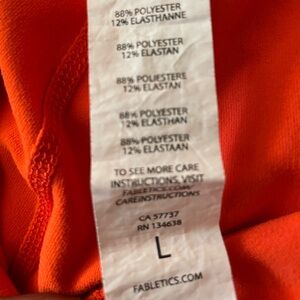 88% POLYESTER
12% ELASTHANNE
88% POLYESTER
12% ELASTAN
88% POLIESTERE
12% ELASTAN
88% POLYESTER
12% ELASTHAN
88% POLYESTER
12% ELASTAAN
TO SEE MORE CARE
INSTRUCTIONS, VISIT
FABLETICS.COM/
CAREINSTRUCTIONS
CA 57737
RN 134638
L
FABLETICS.COM